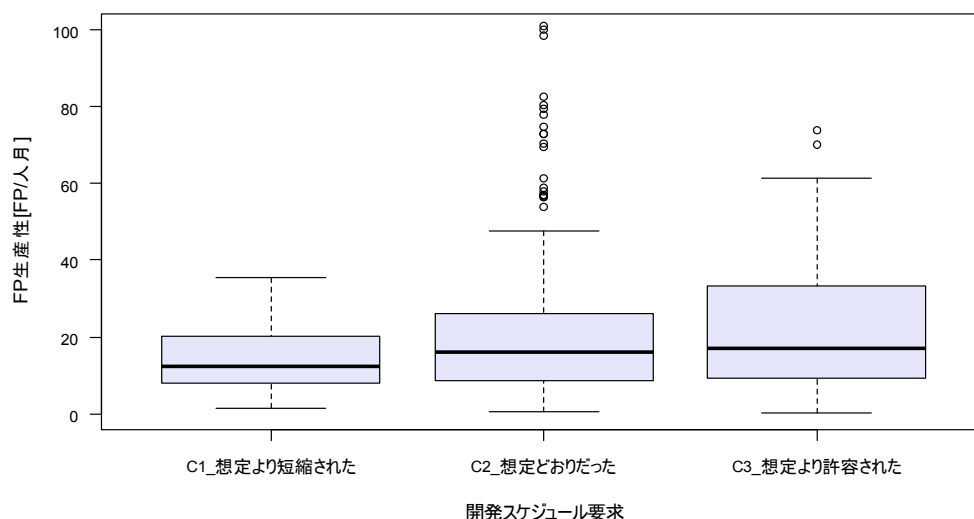 100
80
60
40
20
0
FP生産性[FP/人月]
C1_想定より短縮された
C2_想定どおりだった
C3_想定より許容された
開発スケジュール要求